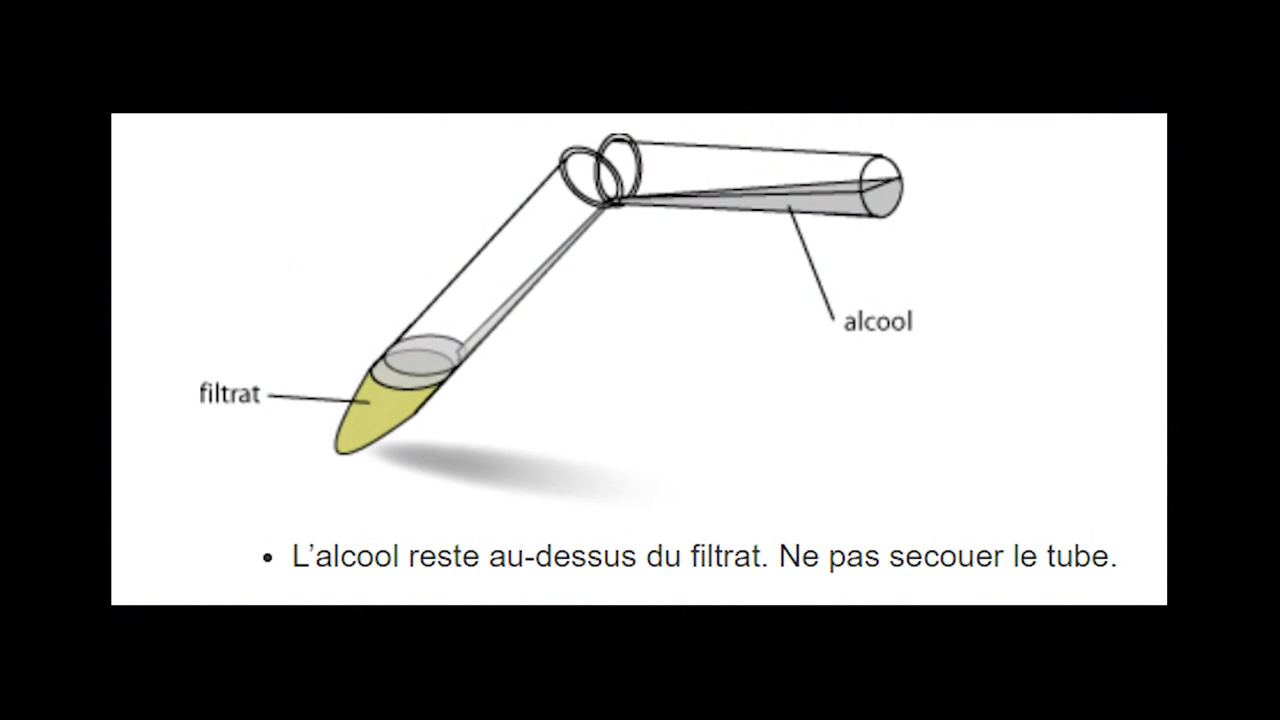 alcool
filtrat
• L’alcool reste au-dessus du filtrat. Ne pas secouer le tube.